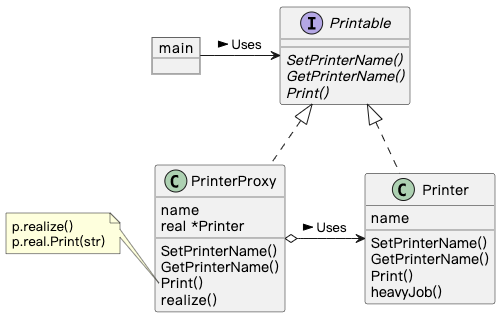 I Printable
main
Uses
SetPrinterName()
GetPrinterName()
Print()
C PrinterProxy
name
real *Printer
SetPrinterName()
GetPrinterName()
Print()
realize()
p.realize()
p.real.Print(str)
Uses
C Printer
name
SetPrinterName()
GetPrinterName()
Print()
heavyJob()